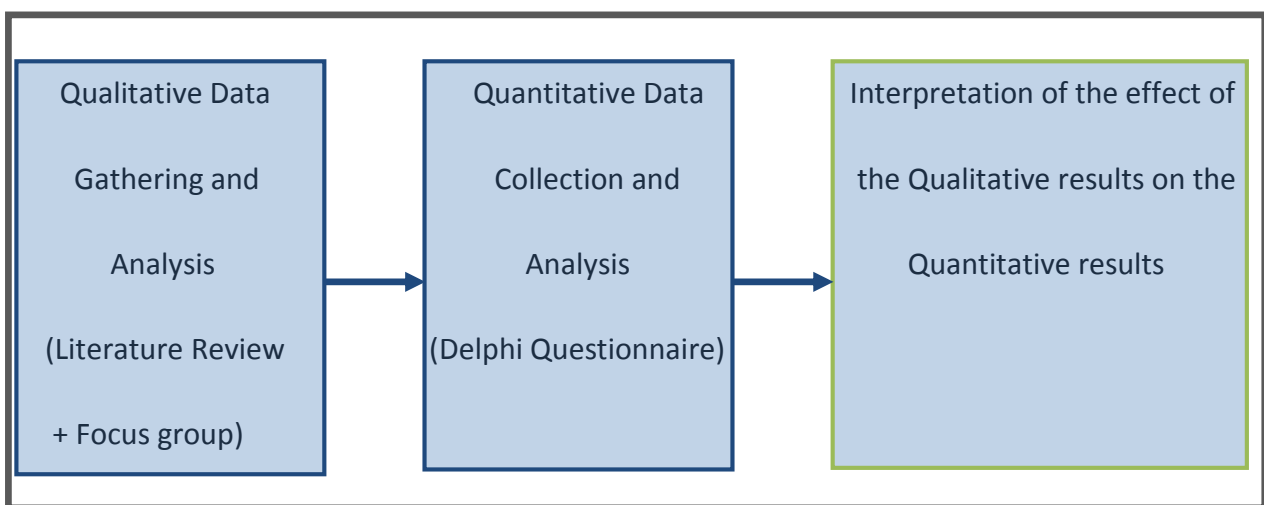 Qualitative Data
Gathering and
Analysis
(Literature Review
+ Focus group)
Quantitative Data
Collection and
Analysis
(Delphi Questionnaire)
Interpretation of the effect of
the Qualitative results on the
Quantitative results